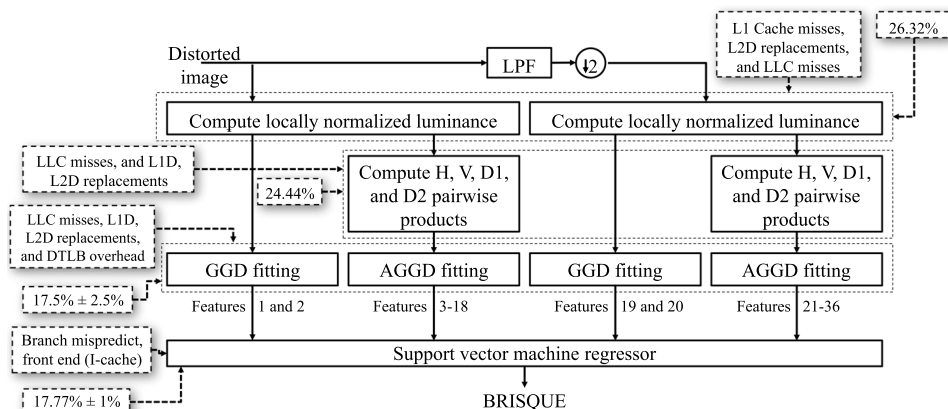 L1 Cache misses,
L2D replacements,
and LLC misses
26.32%
Distorted
image
LPF
↓2
Compute locally normalized luminance
Compute locally normalized luminance
LLC misses, and L1D,
L2D replacements
24.44%
Compute H, V, D1,
and D2 pairwise
products
Compute H, V, D1,
and D2 pairwise
products
LLC misses, L1D,
L2D replacements,
and DTLB overhead
GGD fitting
AGGD fitting
GGD fitting
AGGD fitting
17.5% ± 2.5%
Features 1 and 2
Features 3-18
Features 19 and 20
Features 21-36
Branch mispredict,
front end (I-cache)
Support vector machine regressor
17.77% ± 1%
BRISQUE